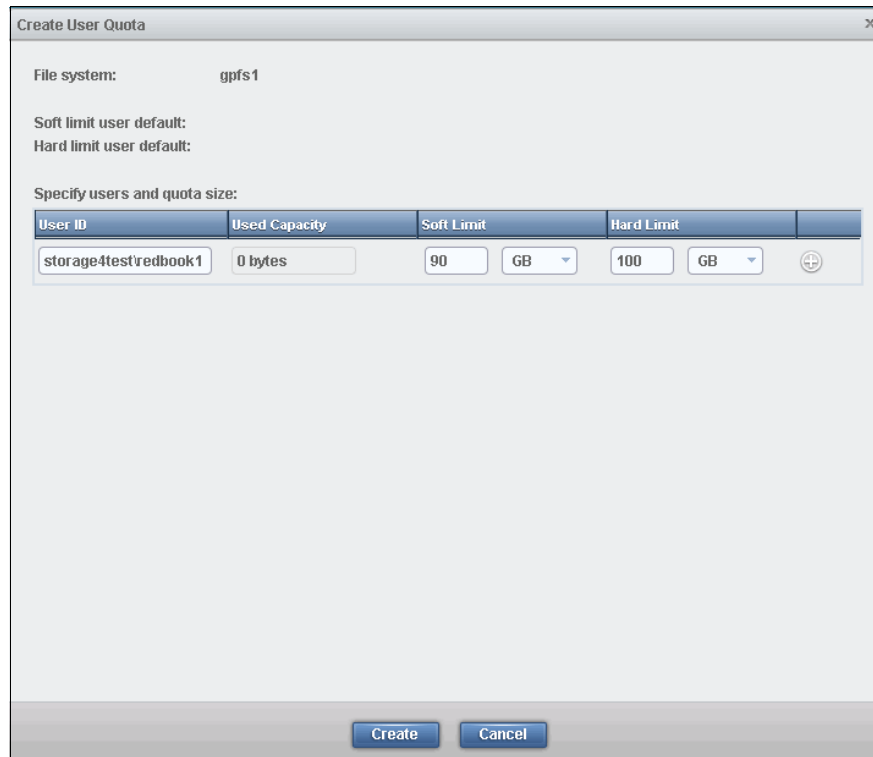 Create User Quota
File system: gpfs1
Soft limit user default:
Hard limit user default:
Specify users and quota size:
User ID Used Capacity Soft Limit Hard Limit
storage4test\redbook1 0 bytes 90 GB 100 GB
Create Cancel